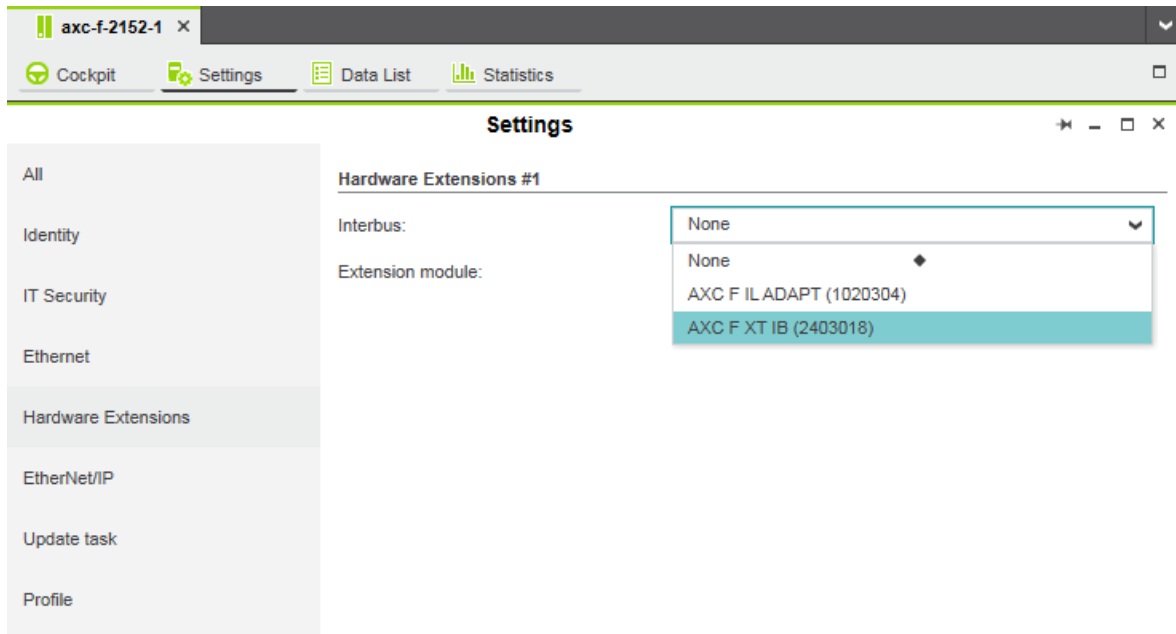 axc-f-2152-1
Cockpit Settings Data List Statistics
Settings
All
Identity
IT Security
Ethernet
Hardware Extensions
EtherNet/IP
Update task
Profile
Hardware Extensions #1
Interbus: None
None
AXC F IL ADAPT (1020304)
AXC F XT IB (2403018)
Extension module: